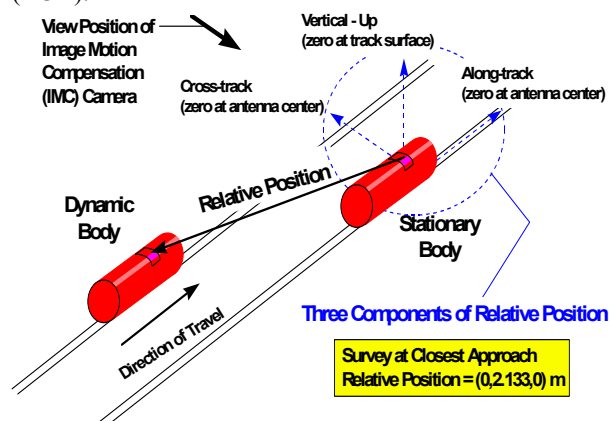 View Position of
Image Motion
Compensation
(IMC) Camera
Vertical - Up
(zero at track surface)
Cross-track
(zero at antenna center)
Along-track
(zero at antenna center)
Relative Position
Dynamic
Body
Stationary
Body
Direction of Travel
Three Components of Relative Position
Survey at Closest Approach
Relative Position = (0,2.133,0) m